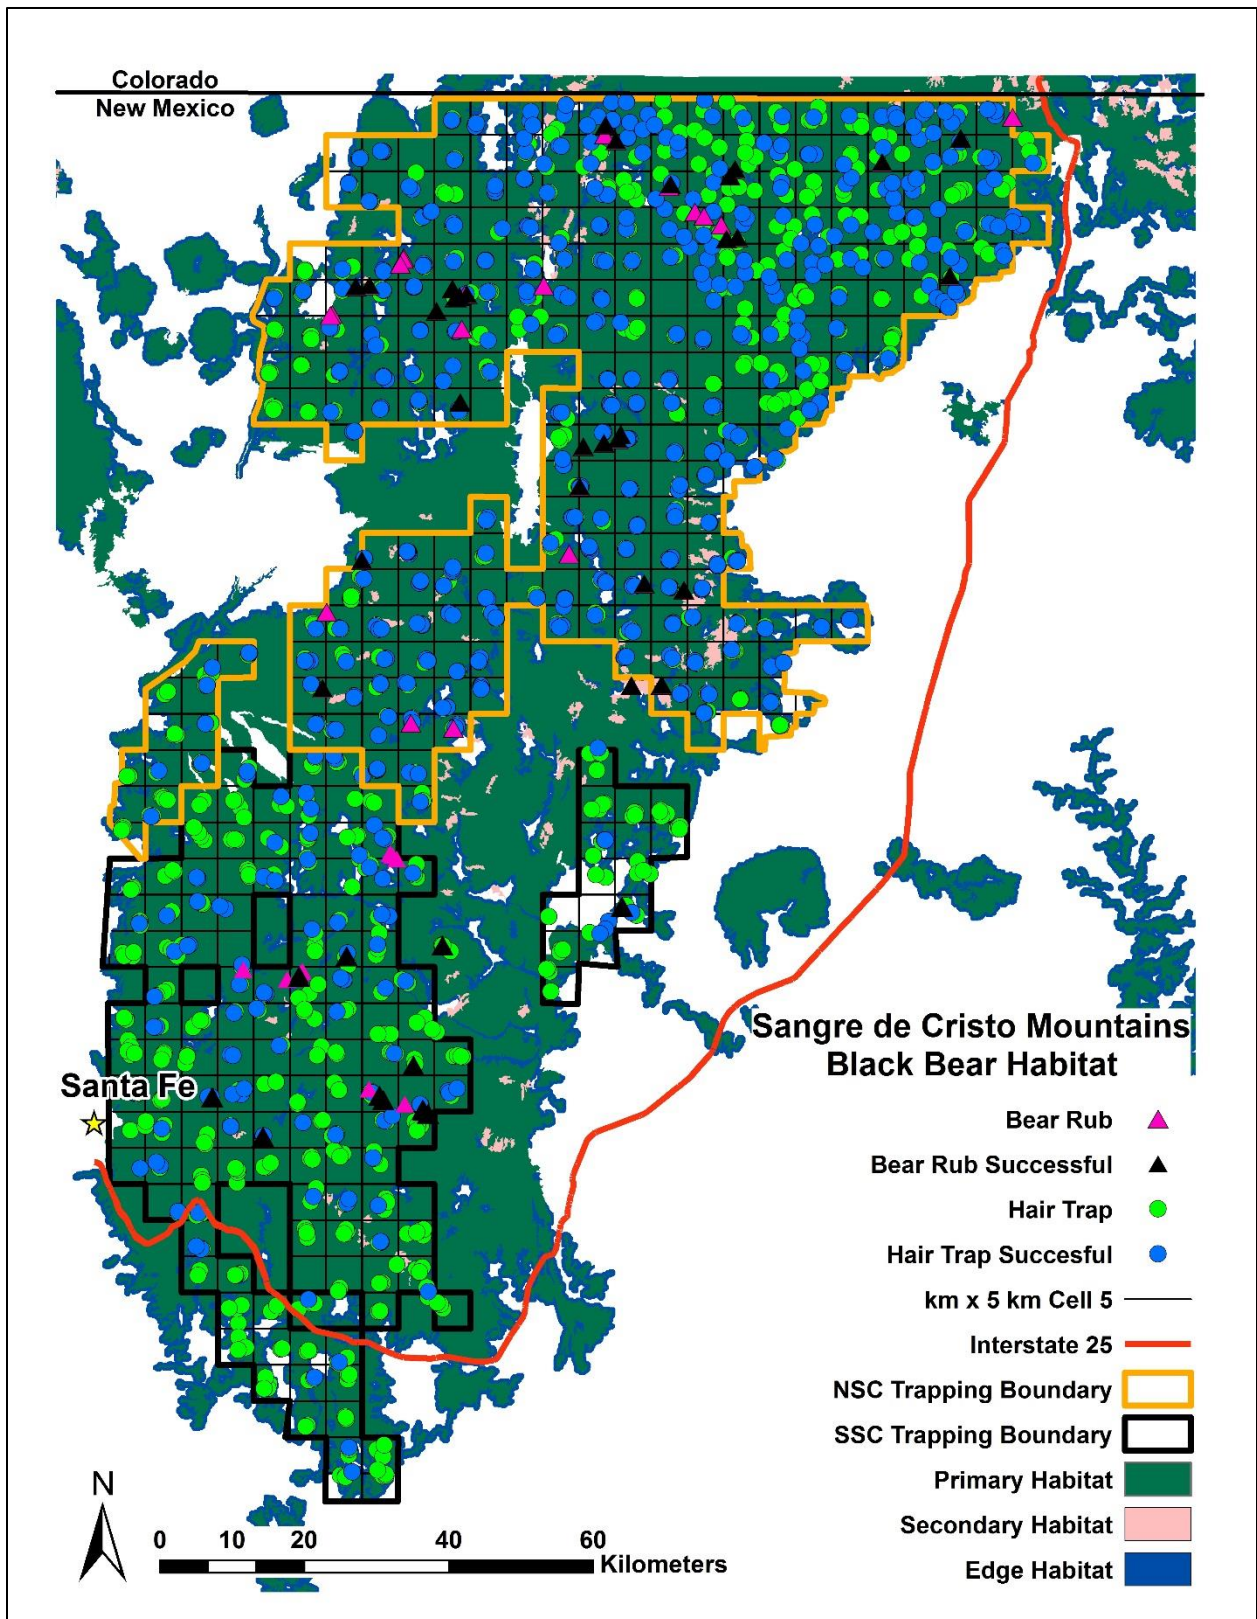 Colorado
New Mexico
Santa Fe
Sangre de Cristo Mountains
Black Bear Habitat
Bear Rub
Bear Rub Successful
Hair Trap
Hair Trap Succesful
km x 5 km Cell 5
Interstate 25
NSC Trapping Boundary
SSC Trapping Boundary
Primary Habitat
Secondary Habitat
Edge Habitat
N
0 10 20 40 60
Kilometers